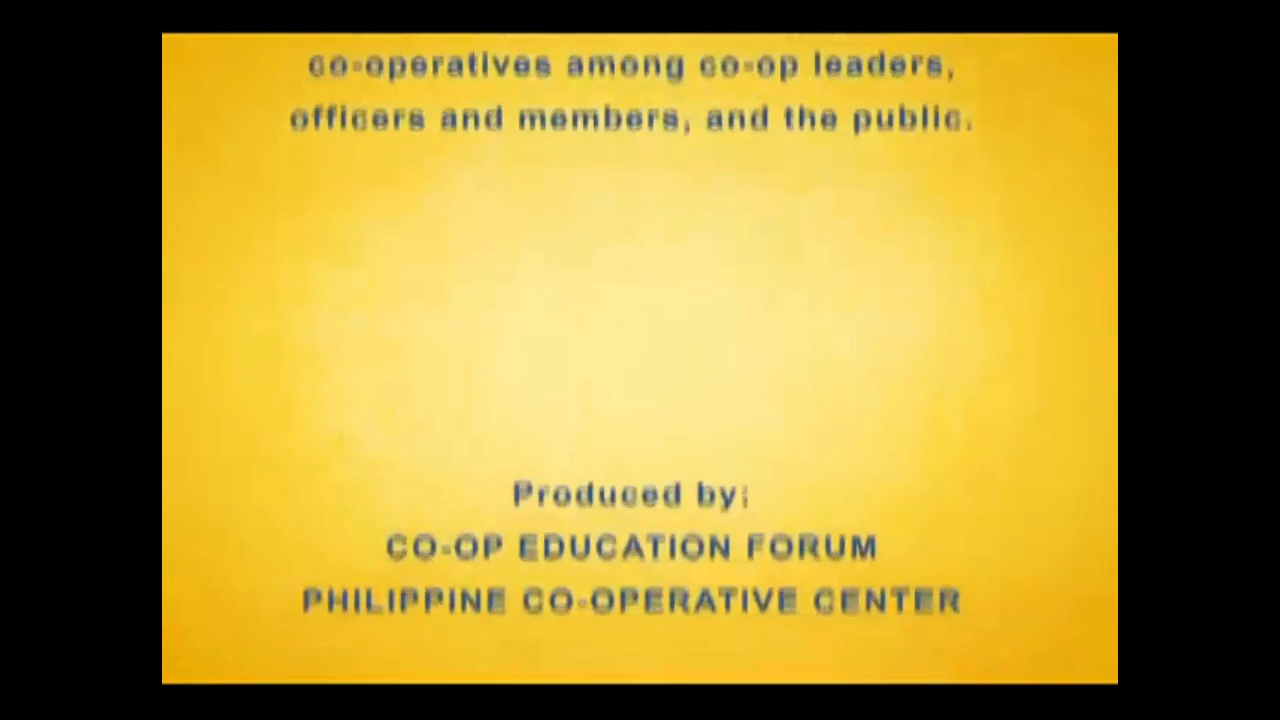 co-operatives among co-op leaders,
officers and members, and the public.
Produced by:
CO-OP EDUCATION FORUM
PHILIPPINE CO-OPERATIVE CENTER